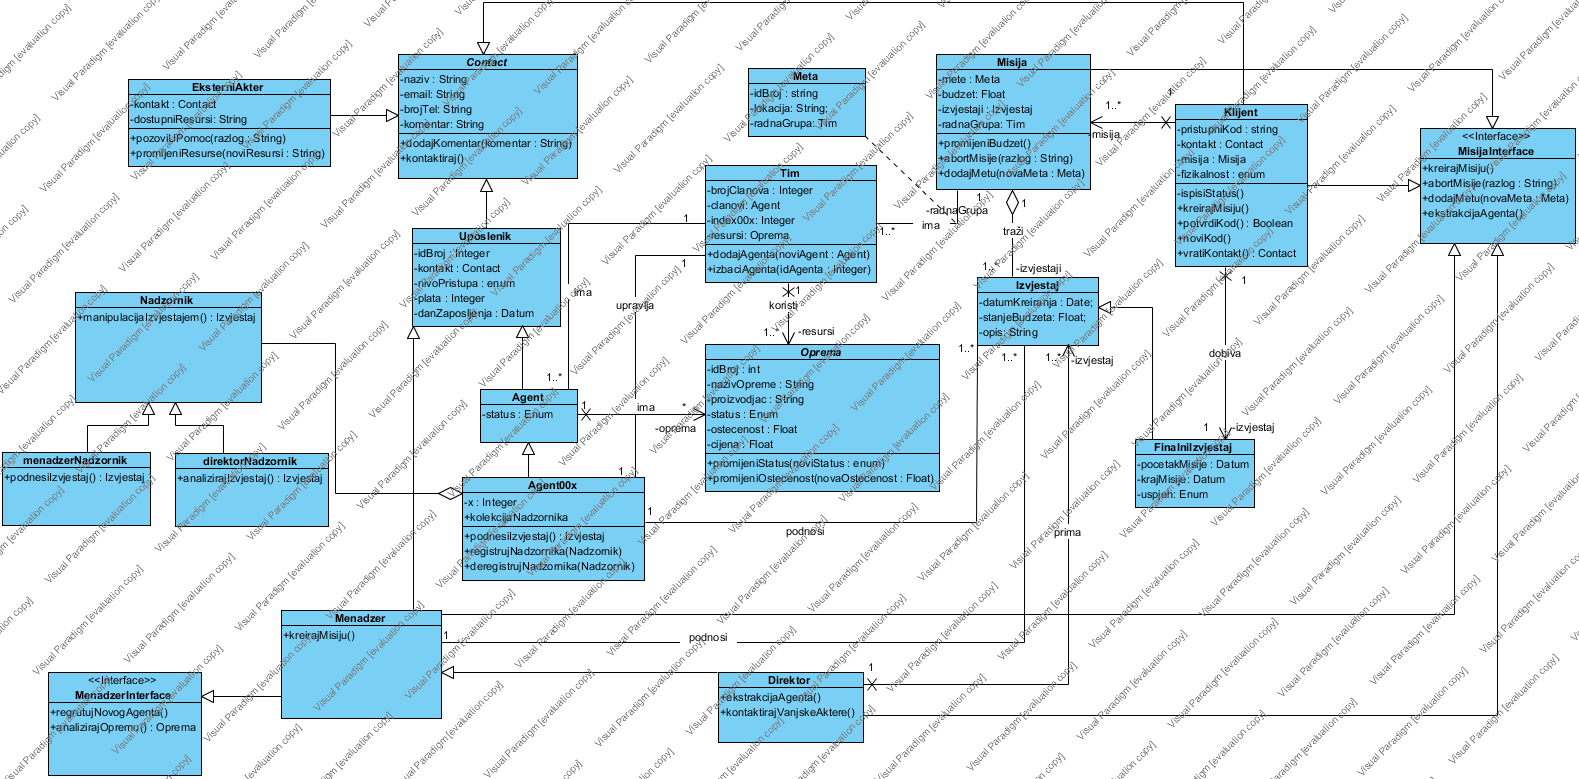 Contact
-naziv : String
-email: String
-brojTel: String
-komentar: String
+dodajKomentar(komentar : String)
+kontaktiraj()
EksterniAkter
-kontakt : Contact
-dostupniResursi: String
+pozoviUPomoc(razlog : String)
+promijeniResurse(noviResursi : String)
Meta
-idBroj : string
-lokacija: String;
-radnaGrupa: Tim
Misija
-mete : Meta
-budzet: Float
-izvjestaji : Izvjestaj
-radnaGrupa: Tim
+promijeniBudzet()
+abortMisije(razlog : String)
+dodajMetu(novaMeta : Meta)
1..*
-misija
Klijent
-pristupniKod : string
-kontakt : Contact
-misija : Misija
-fizikalnost : enum
-ispisiStatus()
+kreirajMisiju()
+potvrdiKod() : Boolean
+noviKod()
+vratiKontakt() : Contact
<<Interface>>
MisijaInterface
+kreirajMisiju()
+abortMisije(razlog : String)
+dodajMetu(novaMeta : Meta)
+ekstrakcijaAgenta()
Tim
-brojClanova : Integer
-clanovi: Agent
-index00x: Integer
-resursi: Oprema
+dodajAgenta(noviAgent : Agent)
+izbaciAgenta(idAgenta : Integer)
1
1
1..*
ima
-radnaGrupa
1
1
traži
1..*
-izvjestaji
Uposlenik
-idBroj : Integer
-kontakt : Contact
-nivoPristupa : enum
-plata : Integer
-danZaposljenja : Datum
ima
upravlja
1
koristi
1..*
-resursi
Izvjestaj
-datumKreiranja : Date;
-stanjeBudzeta: Float;
-opis: String
1..*
1..*
1..*
-izvjestaj
1
dobiva
1
-izvjestaj
Nadzornik
+manipulacijaIzvjestajem() : Izvjestaj
Oprema
-idBroj : int
-nazivOpreme : String
-proizvodjac : String
-status : Enum
-ostecenost : Float
-cijena : Float
+promijeniStatus(noviStatus : enum)
+promijeniOstecenost(novaOstecenost : Float)
1..*
Agent
-status : Enum
1
ima
*
-oprema
FinalniIzvjestaj
-pocetakMisije : Datum
-krajMisije : Datum
-uspjeh : Enum
menadzerNadzornik
+podnesiIzvjestaj() : Izvjestaj
direktorNadzornik
+analizirajIzvjestaj() : Izvjestaj
1
Agent00x
-x : Integer
+kolekcijaNadzornika
+podnesiIzvjestaj() : Izvjestaj
+registrujNadzornika(Nadzornik)
+deregistrujNadzornika(Nadzornik)
1
podnosi
prima
Menadzer
+kreirajMisiju()
1
podnosi
<<Interface>>
MenadzerInterface
+regrutujNovogAgenta()
+analizirajOpremu() : Oprema
Direktor
+ekstrakcijaAgenta()
+kontaktirajVanjskeAktere()
1
Visual Paradigm [evaluation copy]